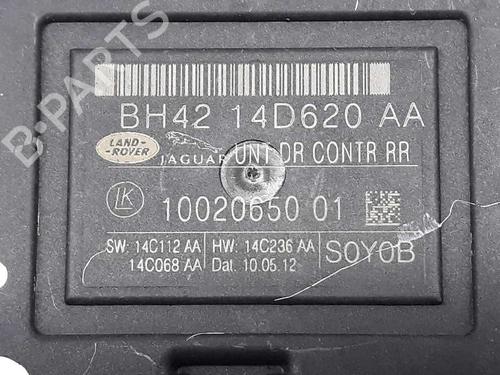 BH42 14D620 AA
LAND-ROVER
JAGUAR UNT DR CONTR RR
LK 10020650 01
SW: 14C112 AA HW: 14C236 AA S0Y0B
14C068 AA Dat. 10.05.12
B-PARTS